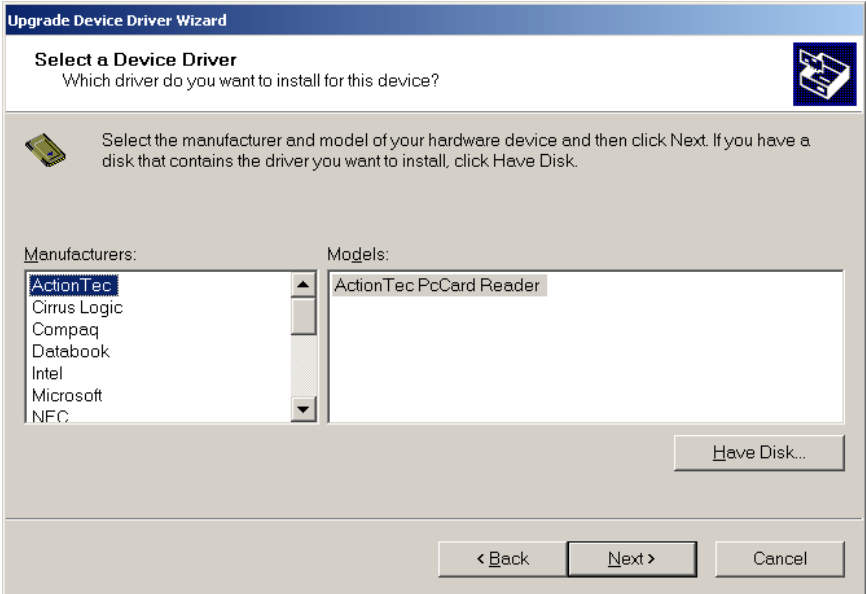 Upgrade Device Driver Wizard
Select a Device Driver
Which driver do you want to install for this device?
Select the manufacturer and model of your hardware device and then click Next. If you have a
disk that contains the driver you want to install, click Have Disk.
Manufacturers:
Models:
ActionTec
Cirrus Logic
Compaq
Databook
Intel
Microsoft
NEC
ActionTec PcCard Reader
Have Disk...
< Back
Next >
Cancel